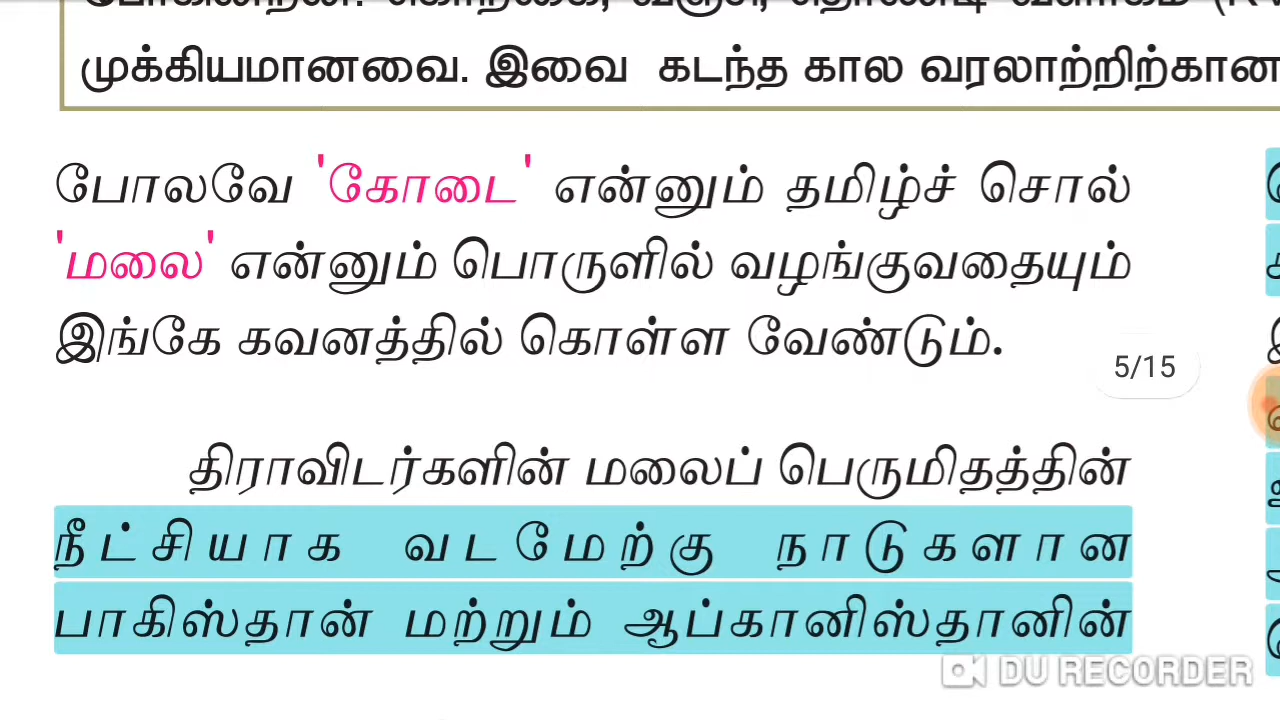 முக்கியமானவை. இவை கடந்த கால வரலாற்றிற்கான
போலவே 'கோடை' என்னும் தமிழ்ச் சொல்
'மலை' என்னும் பொருளில் வழங்குவதையும்
இங்கே கவனத்தில் கொள்ள வேண்டும்.
5/15
திராவிடர்களின் மலைப் பெருமிதத்தின்
நீட்சியாக வடமேற்கு நாடுகளான
பாகிஸ்தான் மற்றும் ஆப்கானிஸ்தானின்
DU RECORDER